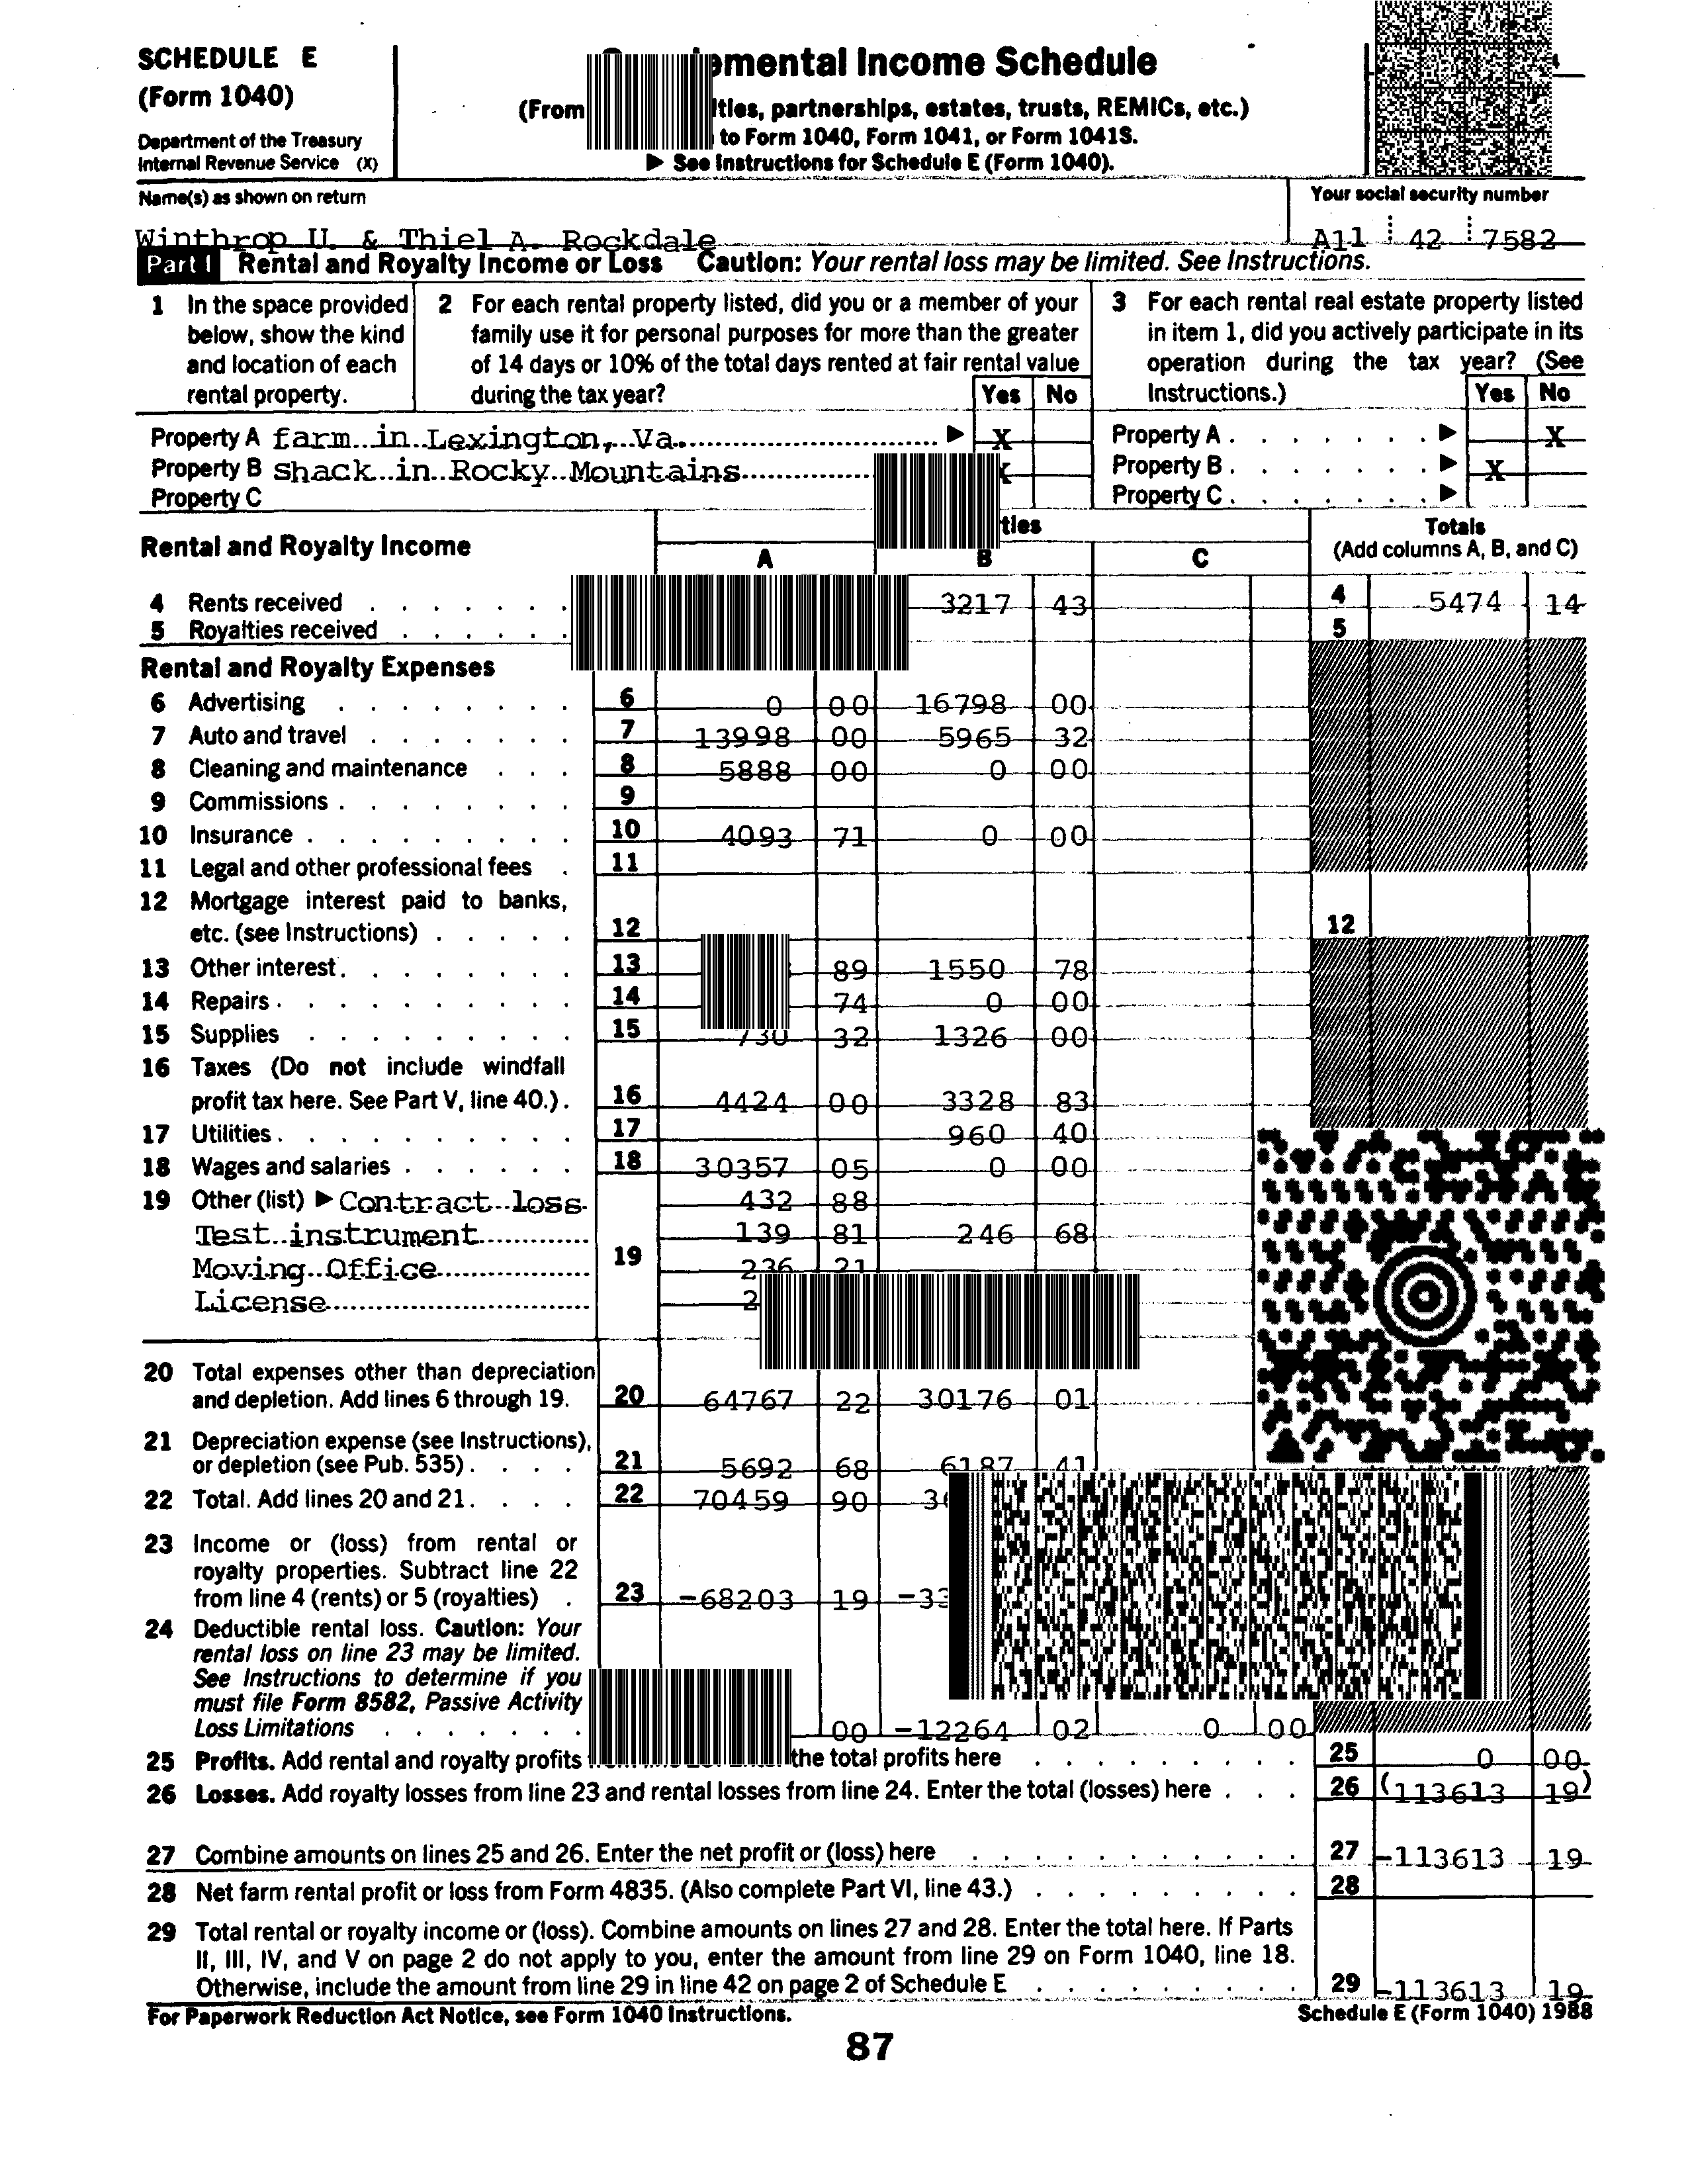 SCHEDULE E
(Form 1040)
Department of the Treasury
Internal Revenue Service (X)
Income Schedule
(From partnerships, estates, trusts, REMICs, etc.)
to Form 1040, Form 1041, or Form 1041S.
▶ See Instructions for Schedule E (Form 1040).
Name(s) as shown on return
Your social security number
Winthrop U. & Thiel A. Rockdale
A11 42 7582
Part I Rental and Royalty Income or Loss Caution: Your rental loss may be limited. See Instructions.
1 In the space provided below, show the kind and location of each rental property.
2 For each rental property listed, did you or a member of your family use it for personal purposes for more than the greater of 14 days or 10% of the total days rented at fair rental value during the tax year?
Yes No
3 For each rental real estate property listed in item 1, did you actively participate in its operation during the tax year? (See Instructions.)
Yes No
Property A farm in Lexington, Va. ▶ X
Property A ▶ X
Property B shack in Rocky Mountains
Property B ▶ X
Property C
Property C ▶
Rental and Royalty Income
A B C
Totals
(Add columns A, B, and C)
4 Rents received 3217 43 4 5474 14
5 Royalties received 5
Rental and Royalty Expenses
6 Advertising 6 0 00 16798 00
7 Auto and travel 7 13998 00 5965 32
8 Cleaning and maintenance 8 5888 00 0 00
9 Commissions 9
10 Insurance 10 4093 71 0 00
11 Legal and other professional fees 11
12 Mortgage interest paid to banks,
etc. (see Instructions) 12 12
13 Other interest 13 89 1550 78
14 Repairs 14 74 0 00
15 Supplies 15 730 32 1326 00
16 Taxes (Do not include windfall
profit tax here. See Part V, line 40.) 16 4424 00 3328 83
17 Utilities 17 960 40
18 Wages and salaries 18 30357 05 0 00
19 Other (list) ▶ Contract loss 432 88
Test instrument 139 81 246 68
Moving Office 19 236 21
License
20 Total expenses other than depreciation
and depletion. Add lines 6 through 19. 20 64767 22 30176 01
21 Depreciation expense (see Instructions),
or depletion (see Pub. 535) 21 5692 68 6187 41
22 Total. Add lines 20 and 21. 22 70459 90
23 Income or (loss) from rental or
royalty properties. Subtract line 22
from line 4 (rents) or 5 (royalties) 23 -68203 19
24 Deductible rental loss. Caution: Your
rental loss on line 23 may be limited.
See Instructions to determine if you
must file Form 8582, Passive Activity
Loss Limitations 00 -12264 02 0 00
25 Profits. Add rental and royalty profits the total profits here 25 0 00
26 Losses. Add royalty losses from line 23 and rental losses from line 24. Enter the total (losses) here 26 (113613 19)
27 Combine amounts on lines 25 and 26. Enter the net profit or (loss) here 27 -113613 19
28 Net farm rental profit or loss from Form 4835. (Also complete Part VI, line 43.) 28
29 Total rental or royalty income or (loss). Combine amounts on lines 27 and 28. Enter the total here. If Parts
II, III, IV, and V on page 2 do not apply to you, enter the amount from line 29 on Form 1040, line 18.
Otherwise, include the amount from line 29 in line 42 on page 2 of Schedule E 29 -113613 19
For Paperwork Reduction Act Notice, see Form 1040 Instructions.
Schedule E (Form 1040) 1988
87